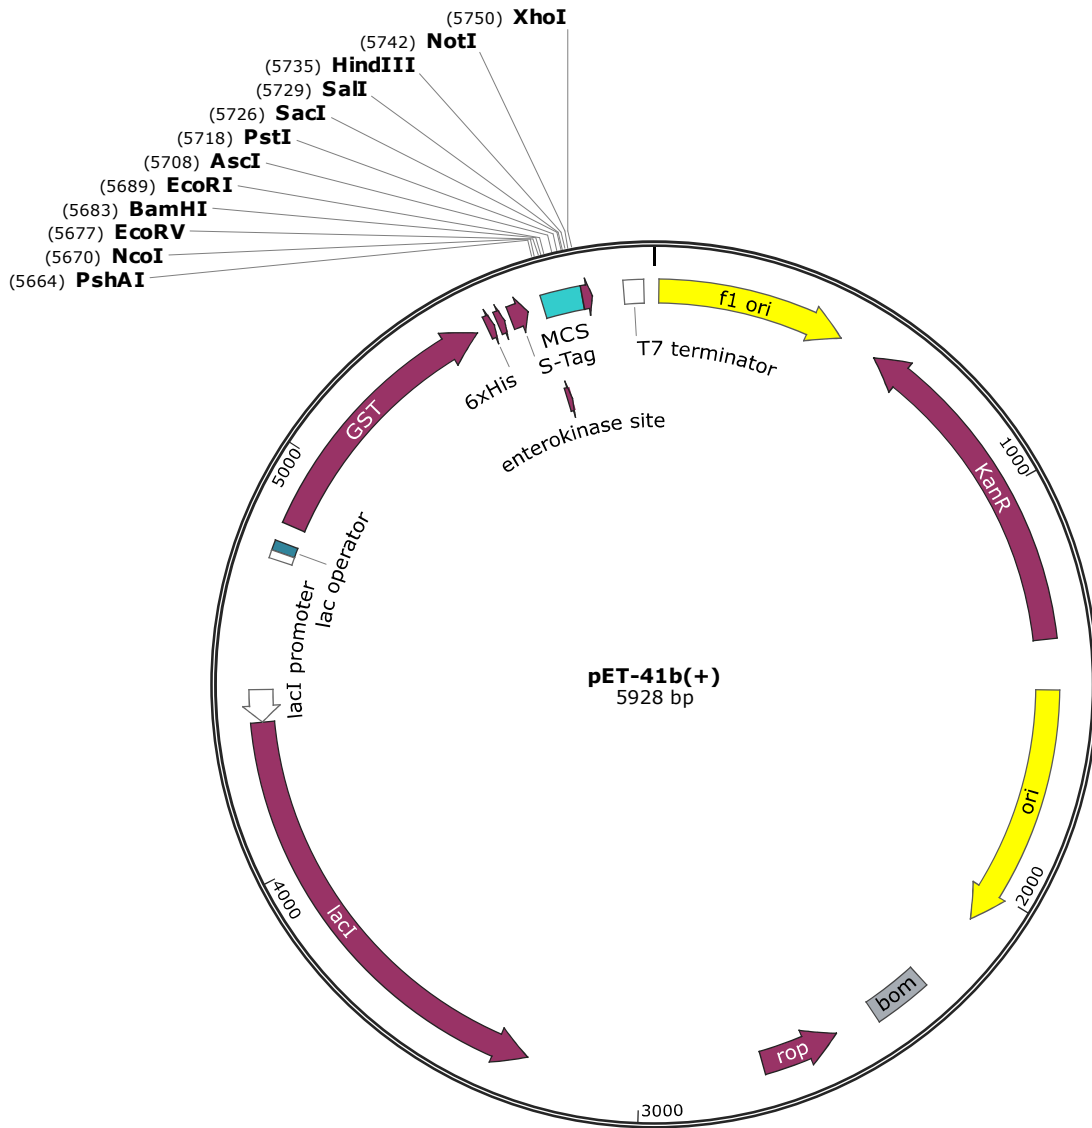 (5750) XhoI
(5742) NotI
(5735) HindIII
(5729) SalI
(5726) SacI
(5718) PstI
(5708) AscI
(5689) EcoRI
(5683) BamHI
(5677) EcoRV
(5670) NcoI
(5664) PshAI
f1 ori
MCS
S-Tag
T7 terminator
6xHis
enterokinase site
GST
5000
1000
KanR
lac operator
lacI promoter
pET-41b(+)
5928 bp
ori
2000
4000
lacI
bom
rop
3000